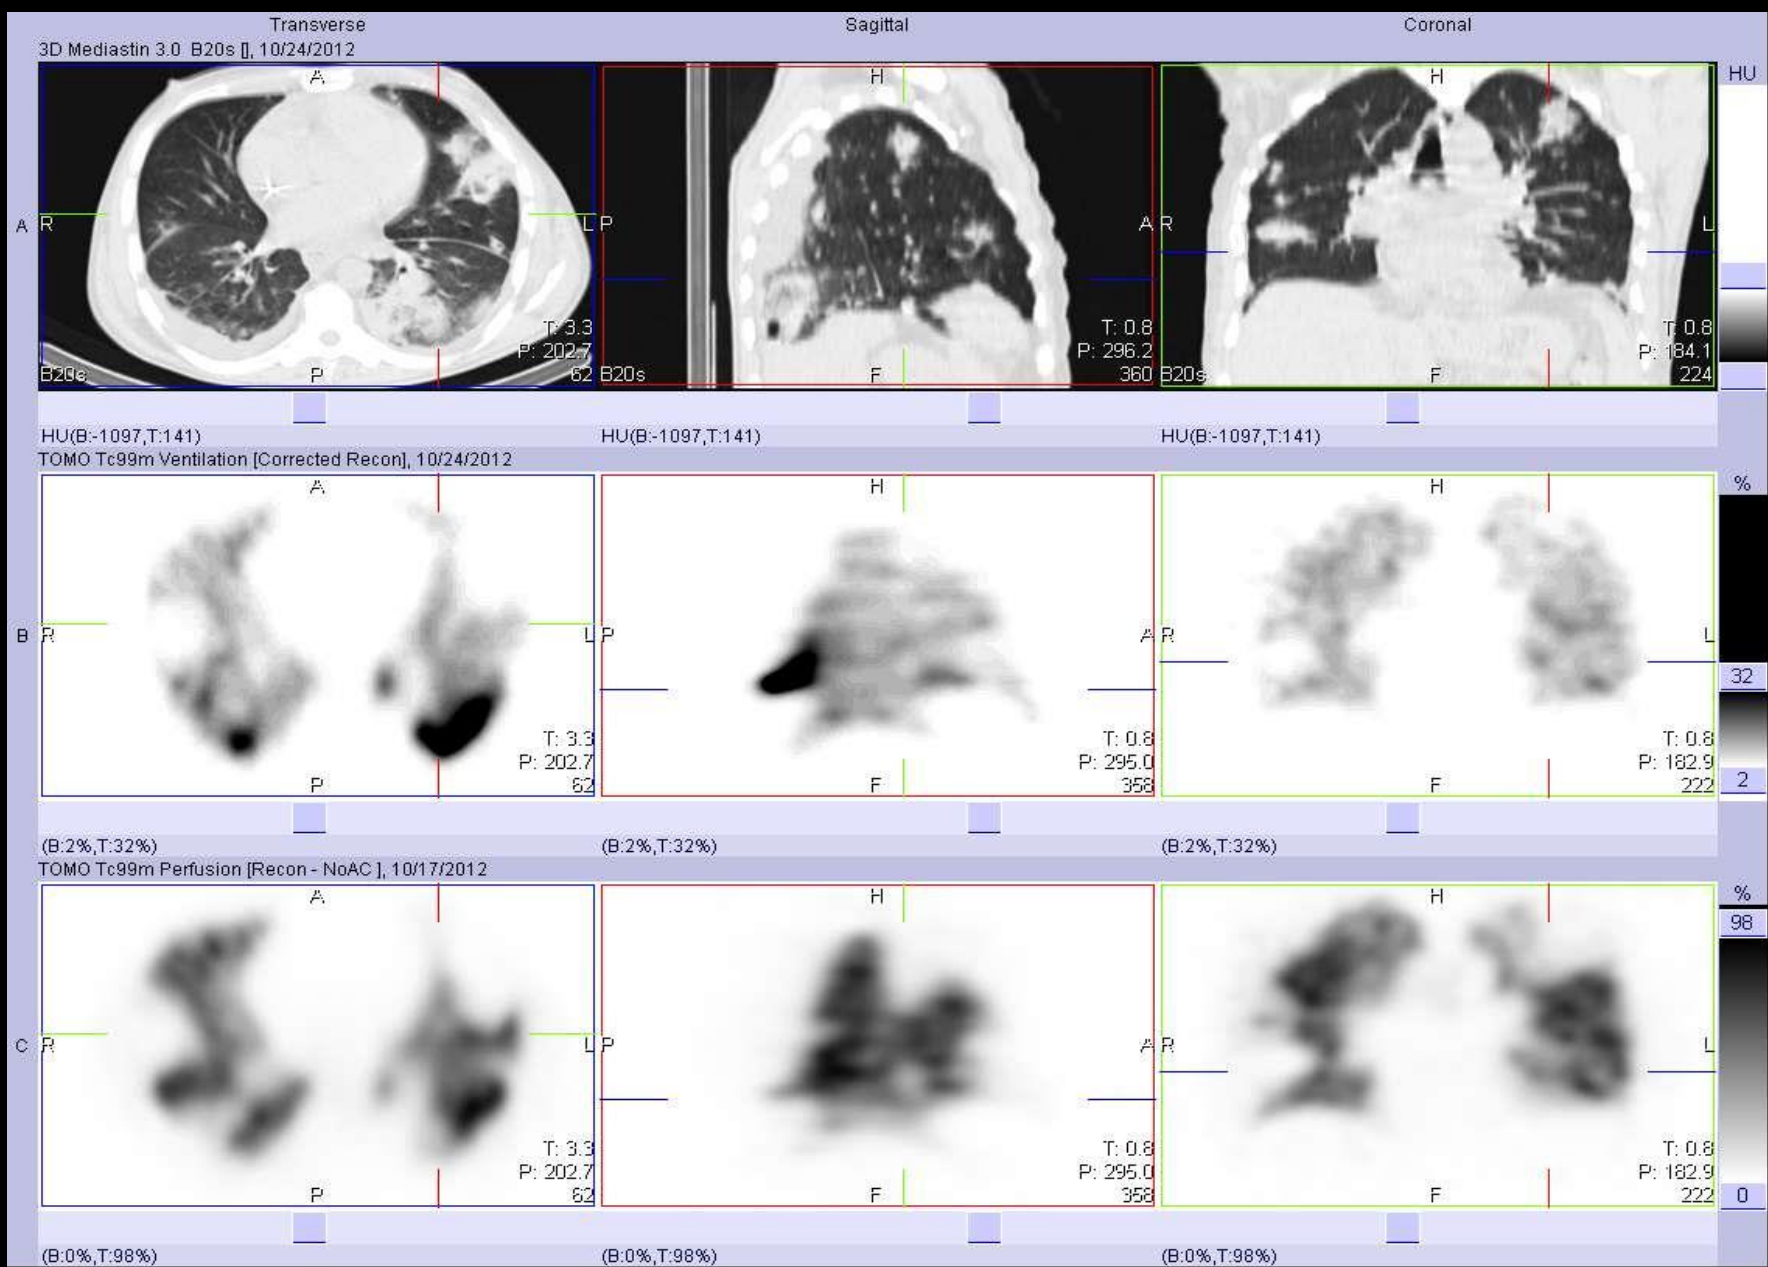 Transverse Sagittal Coronal
3D Mediastin 3.0 B20s [], 10/24/2012
HU
A H H
A R L P A R L
T: 3.3 T: 0.8 T: 0.8
P: 202.7 P: 296.2 P: 184.1
B20s P 62 B20s F 360 B20s F 224
HU(B:-1097,T:141) HU(B:-1097,T:141) HU(B:-1097,T:141)
TOMO Tc99m Ventilation [Corrected Recon], 10/24/2012
A H H %
B R L P A R L
32
T: 3.3 T: 0.8 T: 0.8
P: 202.7 P: 295.0 P: 182.9
P 62 F 358 F 222 2
(B:2%,T:32%) (B:2%,T:32%) (B:2%,T:32%)
TOMO Tc99m Perfusion [Recon - NoAC ], 10/17/2012
A H H %
98
C R L P A R L
T: 3.3 T: 0.8 T: 0.8
P: 202.7 P: 295.0 P: 182.9
P 62 F 358 F 222 0
(B:0%,T:98%) (B:0%,T:98%) (B:0%,T:98%)